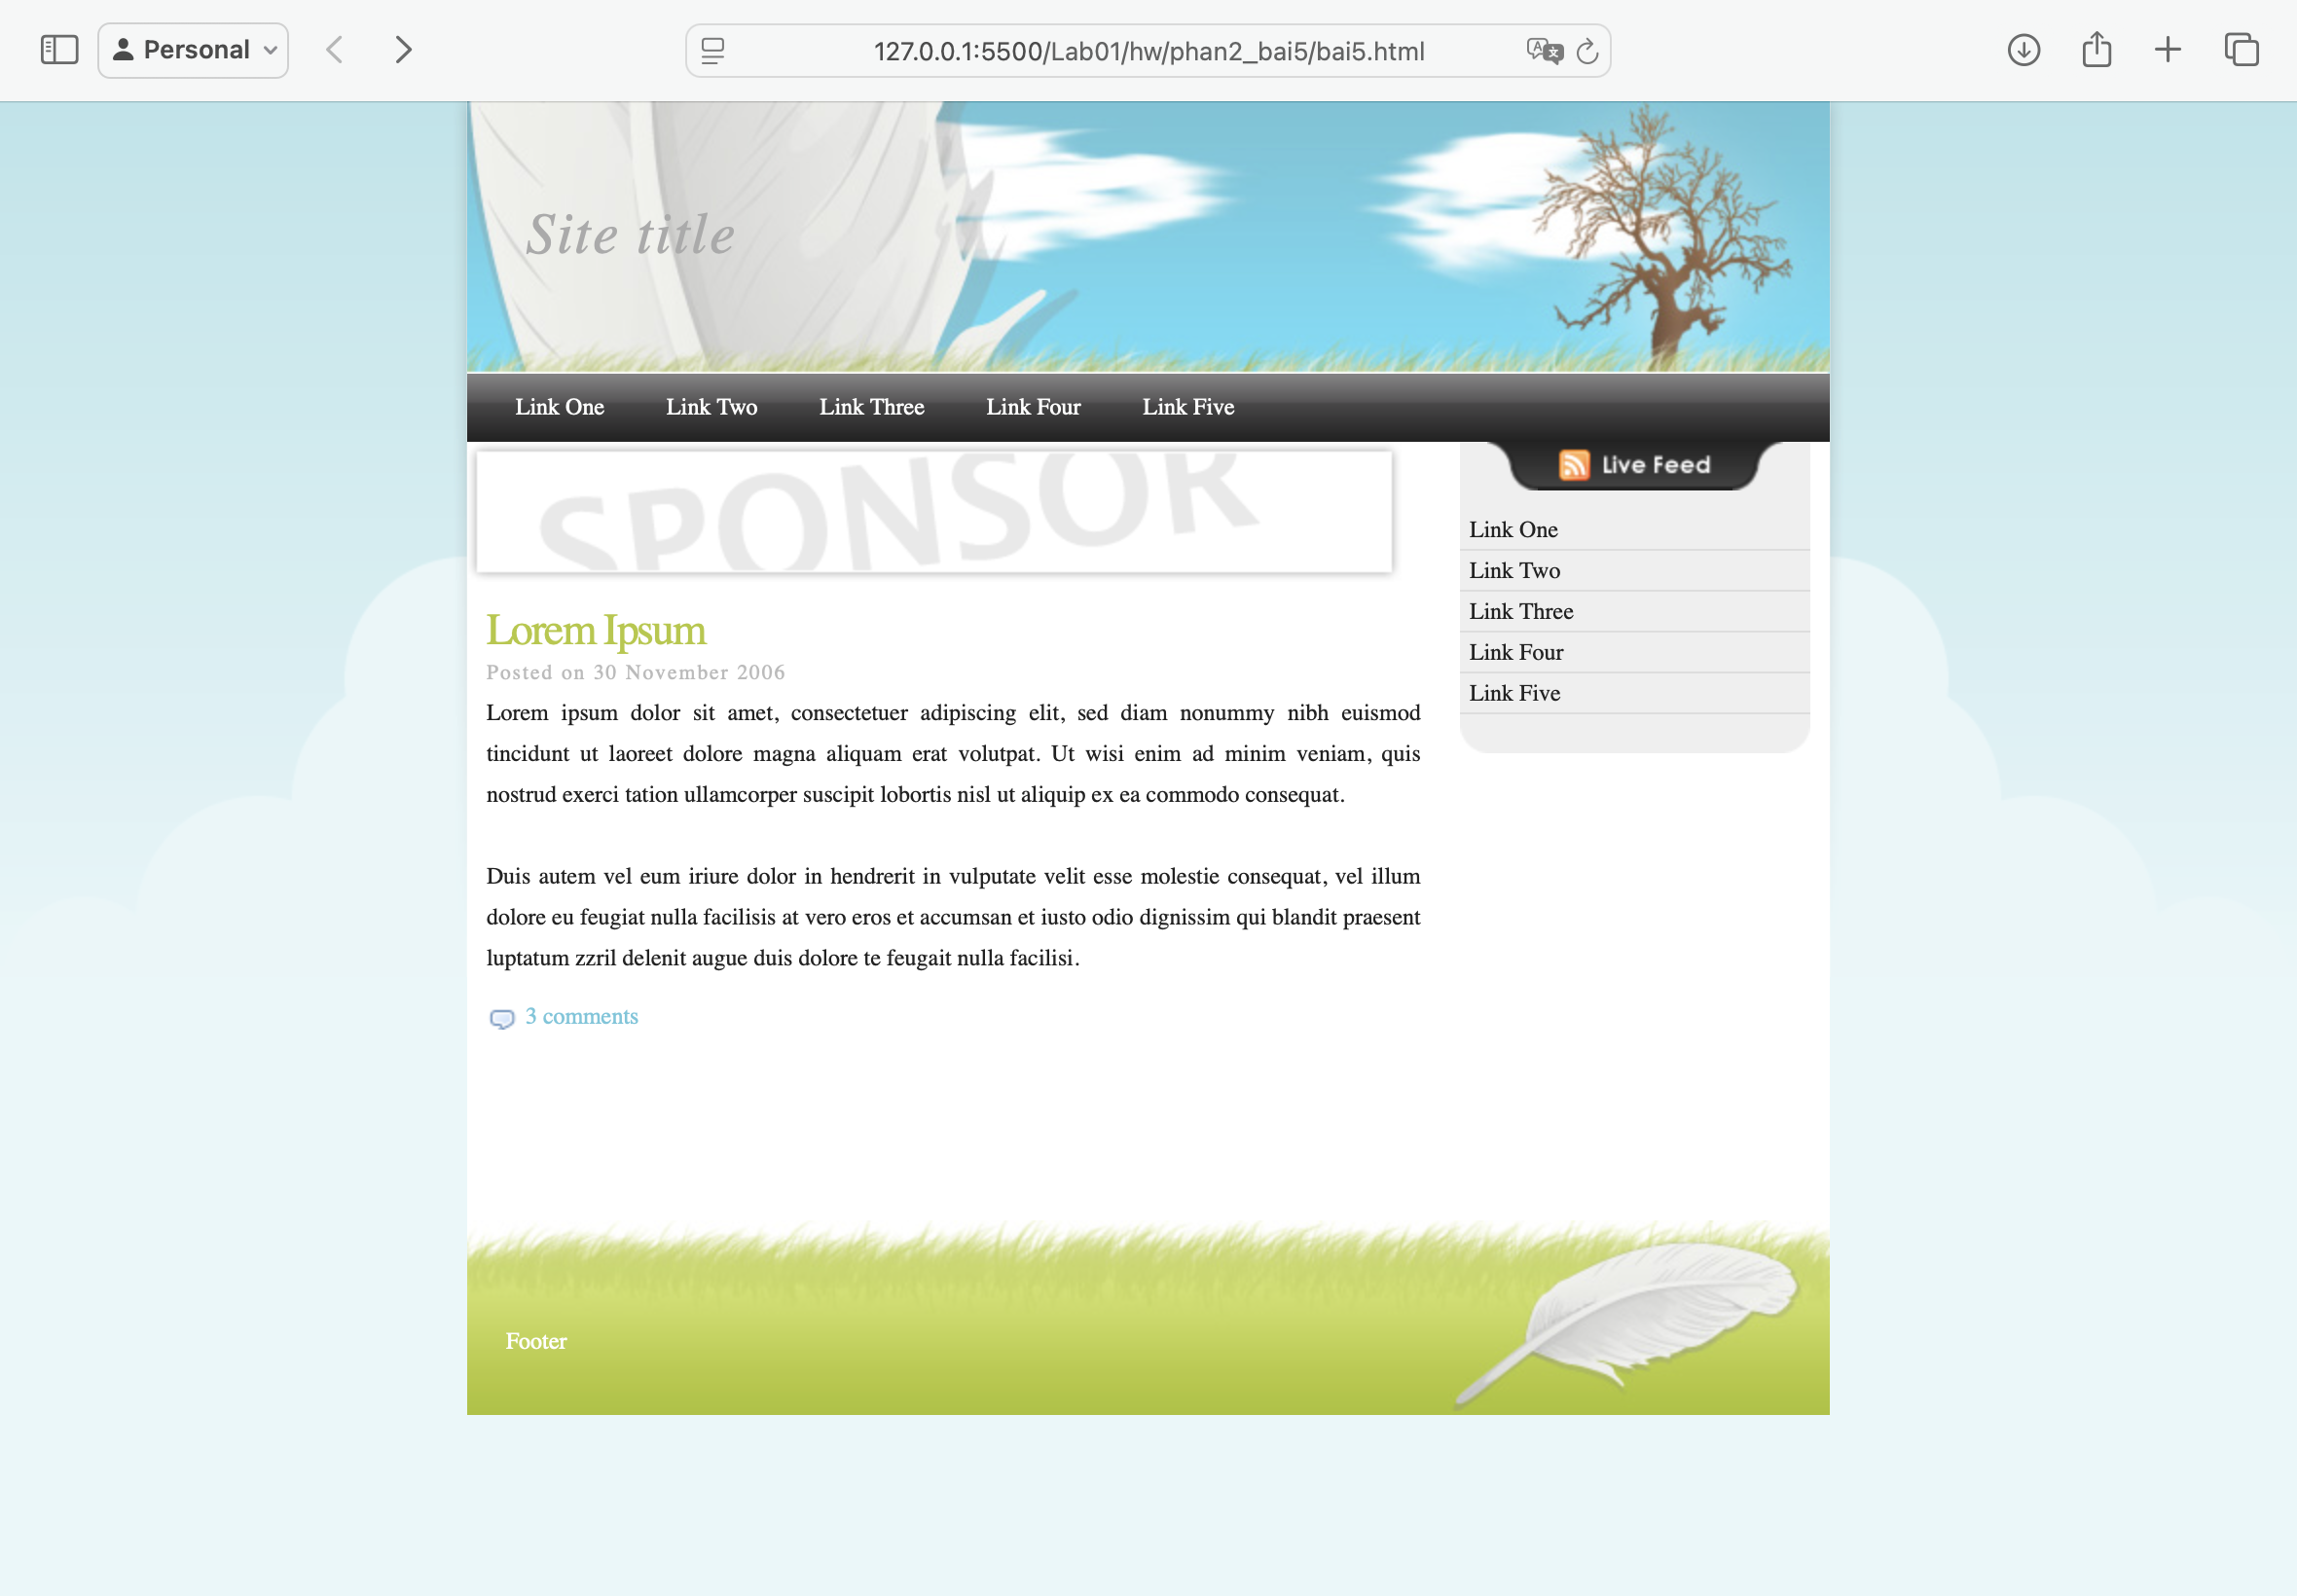 Personal
127.0.0.1:5500/Lab01/hw/phan2_bai5/bai5.html
Site title
Link One Link Two Link Three Link Four Link Five
SPONSOR
Live Feed
Link One
Link Two
Link Three
Link Four
Link Five
Lorem Ipsum
Posted on 30 November 2006
Lorem ipsum dolor sit amet, consectetuer adipiscing elit, sed diam nonummy nibh euismod
tincidunt ut laoreet dolore magna aliquam erat volutpat. Ut wisi enim ad minim veniam, quis
nostrud exerci tation ullamcorper suscipit lobortis nisl ut aliquip ex ea commodo consequat.
Duis autem vel eum iriure dolor in hendrerit in vulputate velit esse molestie consequat, vel illum
dolore eu feugiat nulla facilisis at vero eros et accumsan et iusto odio dignissim qui blandit praesent
luptatum zzril delenit augue duis dolore te feugait nulla facilisi.
3 comments
Footer